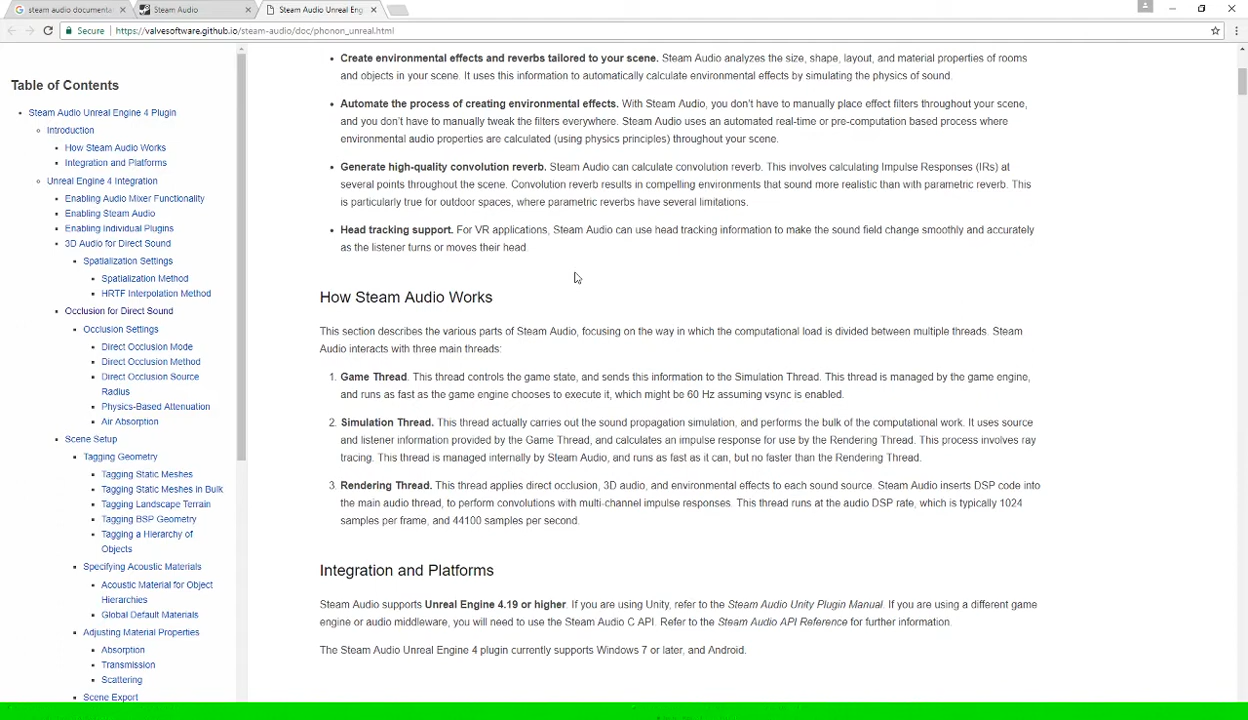 steam audio documenta
Steam Audio
Steam Audio Unreal Eng
Secure
https://valvesoftware.github.io/steam-audio/doc/phonon_unreal.html
Table of Contents
Steam Audio Unreal Engine 4 Plugin
Introduction
How Steam Audio Works
Integration and Platforms
Unreal Engine 4 Integration
Enabling Audio Mixer Functionality
Enabling Steam Audio
Enabling Individual Plugins
3D Audio for Direct Sound
Spatialization Settings
Spatialization Method
HRTF Interpolation Method
Occlusion for Direct Sound
Occlusion Settings
Direct Occlusion Mode
Direct Occlusion Method
Direct Occlusion Source
Radius
Physics-Based Attenuation
Air Absorption
Scene Setup
Tagging Geometry
Tagging Static Meshes
Tagging Static Meshes in Bulk
Tagging Landscape Terrain
Tagging BSP Geometry
Tagging a Hierarchy of
Objects
Specifying Acoustic Materials
Acoustic Material for Object
Hierarchies
Global Default Materials
Adjusting Material Properties
Absorption
Transmission
Scattering
Scene Export
Create environmental effects and reverbs tailored to your scene. Steam Audio analyzes the size, shape, layout, and material properties of rooms
and objects in your scene. It uses this information to automatically calculate environmental effects by simulating the physics of sound.
Automate the process of creating environmental effects. With Steam Audio, you don't have to manually place effect filters throughout your scene,
and you don't have to manually tweak the filters everywhere. Steam Audio uses an automated real-time or pre-computation based process where
environmental audio properties are calculated (using physics principles) throughout your scene.
Generate high-quality convolution reverb. Steam Audio can calculate convolution reverb. This involves calculating Impulse Responses (IRs) at
several points throughout the scene. Convolution reverb results in compelling environments that sound more realistic than with parametric reverb. This
is particularly true for outdoor spaces, where parametric reverbs have several limitations.
Head tracking support. For VR applications, Steam Audio can use head tracking information to make the sound field change smoothly and accurately
as the listener turns or moves their head.
How Steam Audio Works
This section describes the various parts of Steam Audio, focusing on the way in which the computational load is divided between multiple threads. Steam
Audio interacts with three main threads:
1. Game Thread. This thread controls the game state, and sends this information to the Simulation Thread. This thread is managed by the game engine,
and runs as fast as the game engine chooses to execute it, which might be 60 Hz assuming vsync is enabled.
2. Simulation Thread. This thread actually carries out the sound propagation simulation, and performs the bulk of the computational work. It uses source
and listener information provided by the Game Thread, and calculates an impulse response for use by the Rendering Thread. This process involves ray
tracing. This thread is managed internally by Steam Audio, and runs as fast as it can, but no faster than the Rendering Thread.
3. Rendering Thread. This thread applies direct occlusion, 3D audio, and environmental effects to each sound source. Steam Audio inserts DSP code into
the main audio thread, to perform convolutions with multi-channel impulse responses. This thread runs at the audio DSP rate, which is typically 1024
samples per frame, and 44100 samples per second.
Integration and Platforms
Steam Audio supports Unreal Engine 4.19 or higher. If you are using Unity, refer to the Steam Audio Unity Plugin Manual. If you are using a different game
engine or audio middleware, you will need to use the Steam Audio C API. Refer to the Steam Audio API Reference for further information.
The Steam Audio Unreal Engine 4 plugin currently supports Windows 7 or later, and Android.